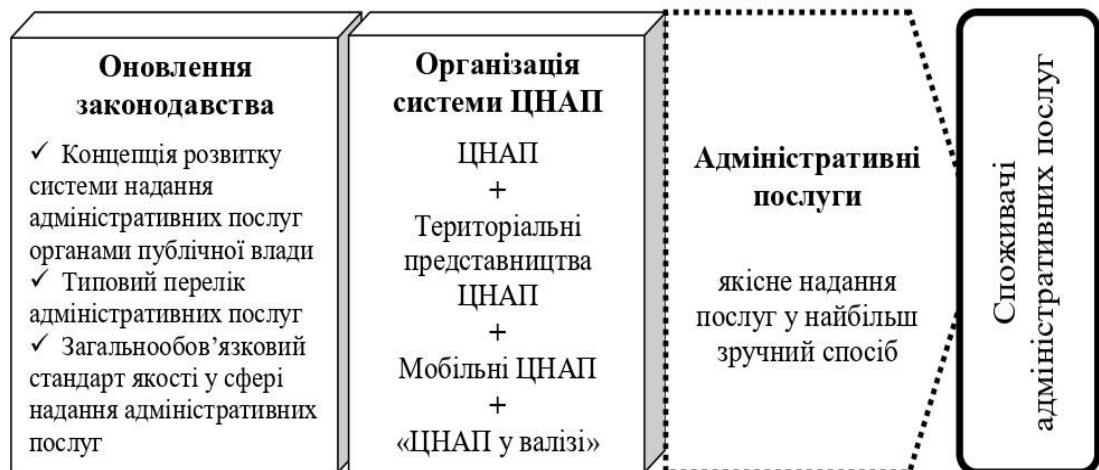 Оновлення
законодавства
✓ Концепція розвитку
системи надання
адміністративних послуг
органами публічної влади
✓ Типовий перелік
адміністративних послуг
✓ Загальнообов’язковий
стандарт якості у сфері
надання адміністративних
послуг
Організація
системи ЦНАП
ЦНАП
+
Територіальні
представництва
ЦНАП
+
Мобільні ЦНАП
+
«ЦНАП у валізі»
Адміністративні
послуги
якісне надання
послуг у найбільш
зручний спосіб
Споживачі
адміністративних послуг